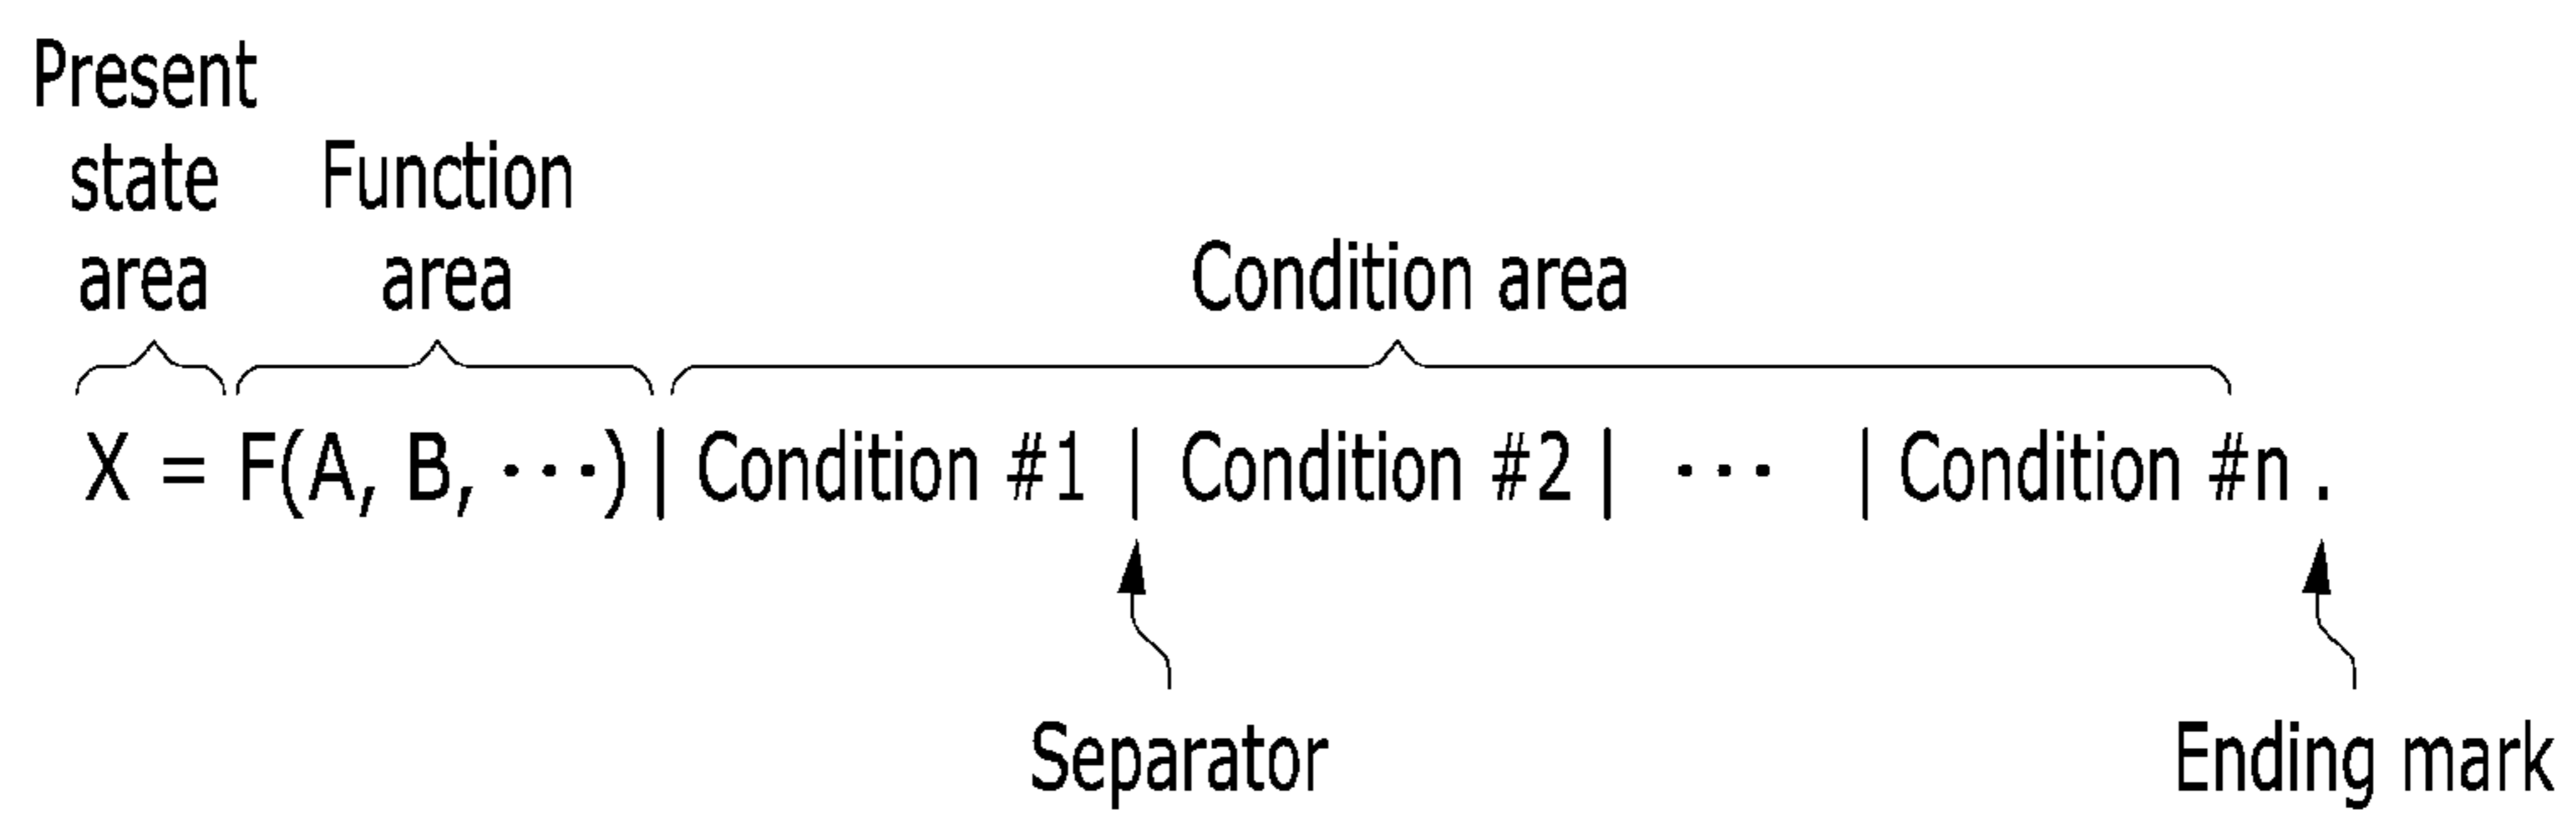 Present
state
area
Function
area
Condition area
X = F(A, B, ･･･) | Condition #1 | Condition #2 | ･･･ | Condition #n .
Separator
Ending mark